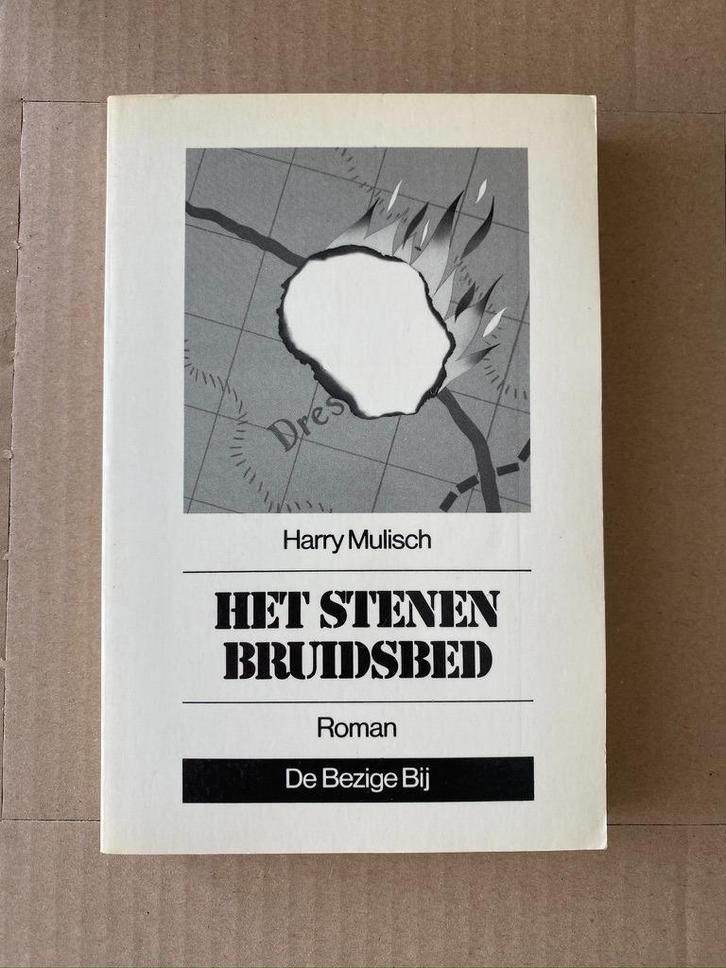 Dres
Harry Mulisch
HET STENEN
BRUIDSBED
Roman
De Bezige Bij